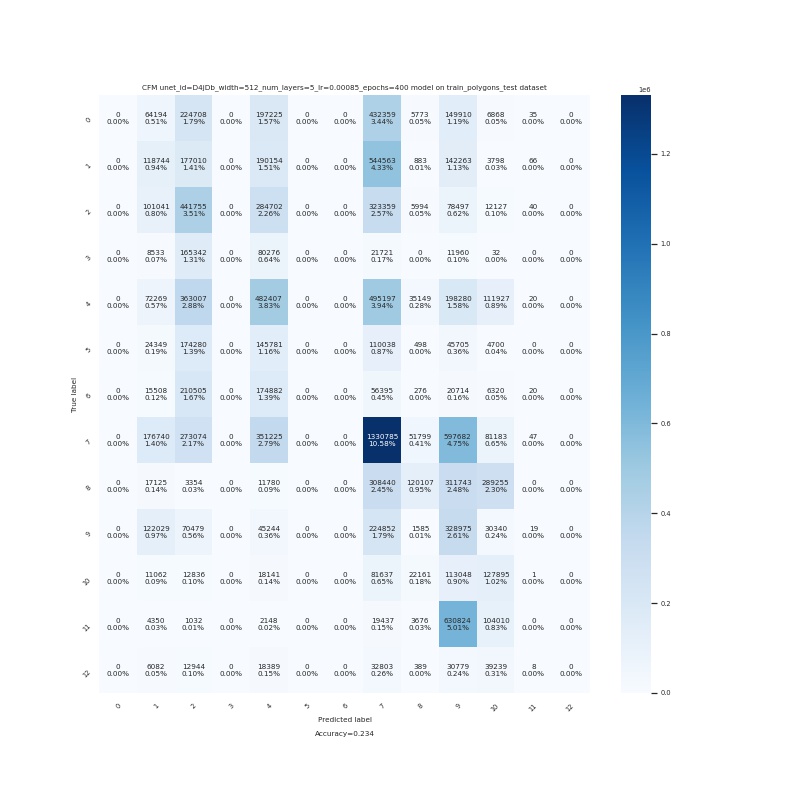 CFM unet_id=D4jDb_width=512_num_layers=5_lr=0.00085_epochs=400 model on train_polygons_test dataset
1e6
0 64194 224708 0 197225 0 0 432359 5773 149910 6868 35 0
0.00% 0.51% 1.79% 0.00% 1.57% 0.00% 0.00% 3.44% 0.05% 1.19% 0.05% 0.00% 0.00%
0 118744 177010 0 190154 0 0 544563 883 142263 3798 66 0
0.00% 0.94% 1.41% 0.00% 1.51% 0.00% 0.00% 4.33% 0.01% 1.13% 0.03% 0.00% 0.00%
0 101041 441755 0 284702 0 0 323359 5994 78497 12127 40 0
0.00% 0.80% 3.51% 0.00% 2.26% 0.00% 0.00% 2.57% 0.05% 0.62% 0.10% 0.00% 0.00%
0 8533 165342 0 80276 0 0 21721 0 11960 32 0 0
0.00% 0.07% 1.31% 0.00% 0.64% 0.00% 0.00% 0.17% 0.00% 0.10% 0.00% 0.00% 0.00%
0 72269 363007 0 482407 0 0 495197 35149 198280 111927 20 0
0.00% 0.57% 2.88% 0.00% 3.83% 0.00% 0.00% 3.94% 0.28% 1.58% 0.89% 0.00% 0.00%
0 24349 174280 0 145781 0 0 110038 498 45705 4700 0 0
0.00% 0.19% 1.39% 0.00% 1.16% 0.00% 0.00% 0.87% 0.00% 0.36% 0.04% 0.00% 0.00%
0 15508 210505 0 174882 0 0 56395 276 20714 6320 20 0
0.00% 0.12% 1.67% 0.00% 1.39% 0.00% 0.00% 0.45% 0.00% 0.16% 0.05% 0.00% 0.00%
0 176740 273074 0 351225 0 0 1330785 51799 597682 81183 47 0
0.00% 1.40% 2.17% 0.00% 2.79% 0.00% 0.00% 10.58% 0.41% 4.75% 0.65% 0.00% 0.00%
0 17125 3354 0 11780 0 0 308440 120107 311743 289255 0 0
0.00% 0.14% 0.03% 0.00% 0.09% 0.00% 0.00% 2.45% 0.95% 2.48% 2.30% 0.00% 0.00%
0 122029 70479 0 45244 0 0 224852 1585 328975 30340 19 0
0.00% 0.97% 0.56% 0.00% 0.36% 0.00% 0.00% 1.79% 0.01% 2.61% 0.24% 0.00% 0.00%
0 11062 12836 0 18141 0 0 81637 22161 113048 127895 1 0
0.00% 0.09% 0.10% 0.00% 0.14% 0.00% 0.00% 0.65% 0.18% 0.90% 1.02% 0.00% 0.00%
0 4350 1032 0 2148 0 0 19437 3676 630824 104010 0 0
0.00% 0.03% 0.01% 0.00% 0.02% 0.00% 0.00% 0.15% 0.03% 5.01% 0.83% 0.00% 0.00%
0 6082 12944 0 18389 0 0 32803 389 30779 39239 8 0
0.00% 0.05% 0.10% 0.00% 0.15% 0.00% 0.00% 0.26% 0.00% 0.24% 0.31% 0.00% 0.00%
0
1
2
3
4
5
6
7
8
9
10
11
12
True label
0 1 2 3 4 5 6 7 8 9 10 11 12
Predicted label
Accuracy=0.234
1.2
1.0
0.8
0.6
0.4
0.2
0.0